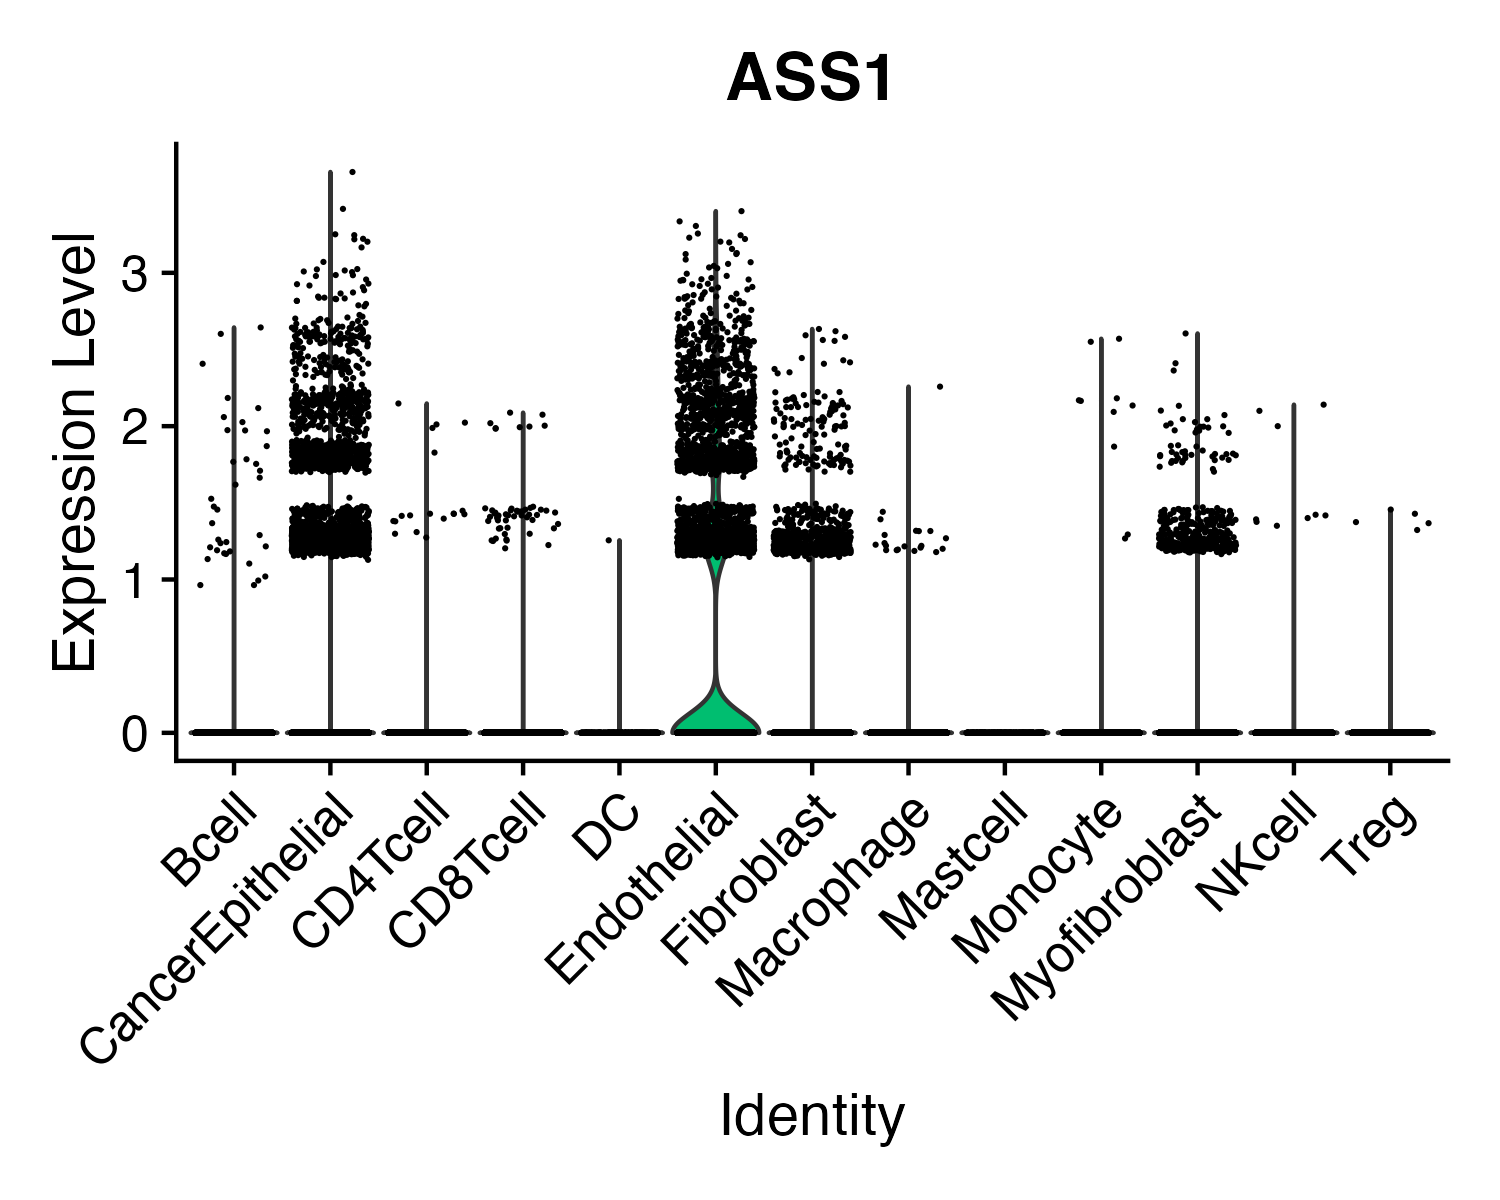 ASS1
Expression Level
3
2
1
0
Bcell
CancerEpithelial
CD4Tcell
CD8Tcell
DC
Endothelial
Fibroblast
Macrophage
Mastcell
Monocyte
Myofibroblast
NKcell
Treg
Identity